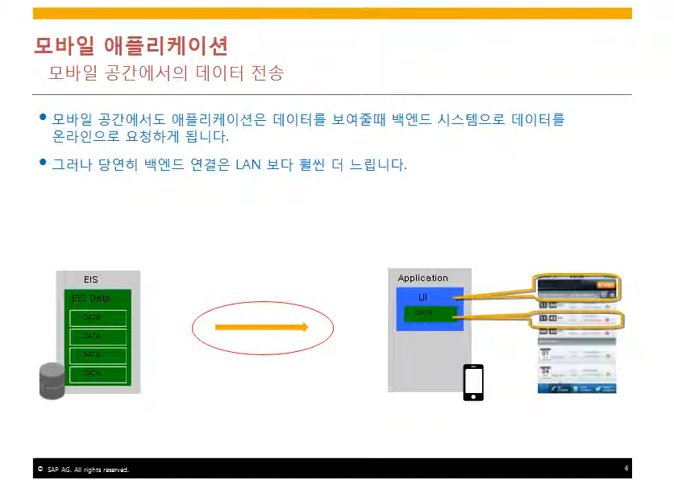 모바일 애플리케이션
모바일 공간에서의 데이터 전송
• 모바일 공간에서도 애플리케이션은 데이터를 보여줄때 백엔드 시스템으로 데이터를
온라인으로 요청하게 됩니다.
• 그러나 당연히 백엔드 연결은 LAN 보다 훨씬 더 느립니다.
EIS
EIS Data
DATA
DATA
DATA
DATA
Application
UI
DATA
© SAP AG. All rights reserved.
6